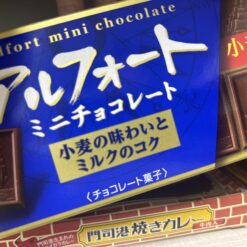 lfort mini chocolate
アルフォート
ミニチョコレート
小麦の味わいと
ミルクのコク
〈チョコレート菓子〉
小
門司港焼きカレー